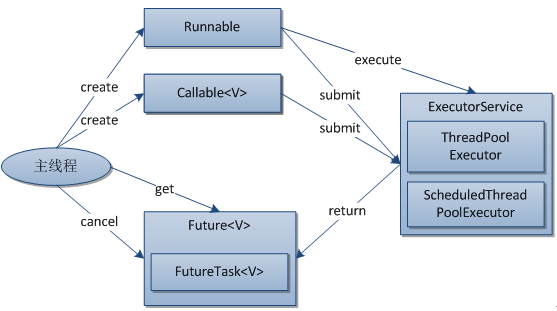 Runnable
execute
create
submit
Callable<V>
create
submit
ExecutorService
ThreadPool
Executor
主线程
get
ScheduledThread
PoolExecutor
cancel
Future<V>
return
FutureTask<V>